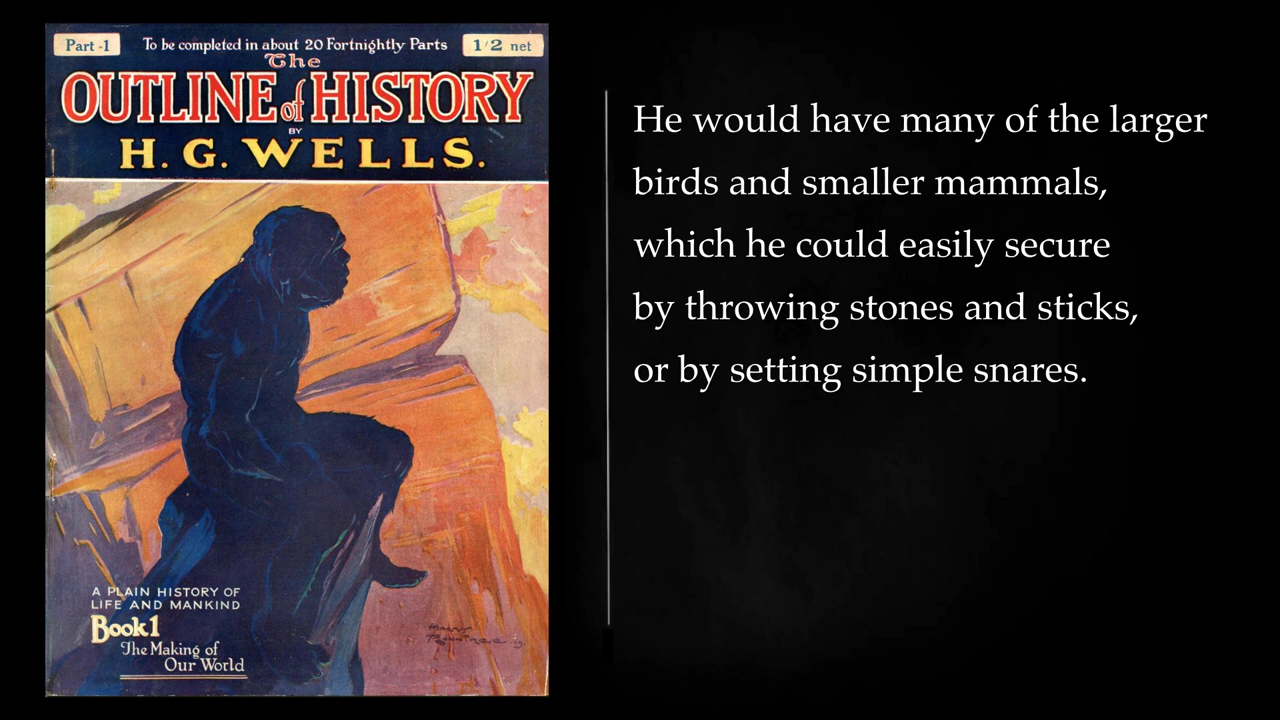 Part -1
To be completed in about 20 Fortnightly Parts
1/2 net
The
OUTLINE of HISTORY
BY
H. G. WELLS.
A PLAIN HISTORY OF
LIFE AND MANKIND
Book 1
The Making of
Our World
He would have many of the larger
birds and smaller mammals,
which he could easily secure
by throwing stones and sticks,
or by setting simple snares.